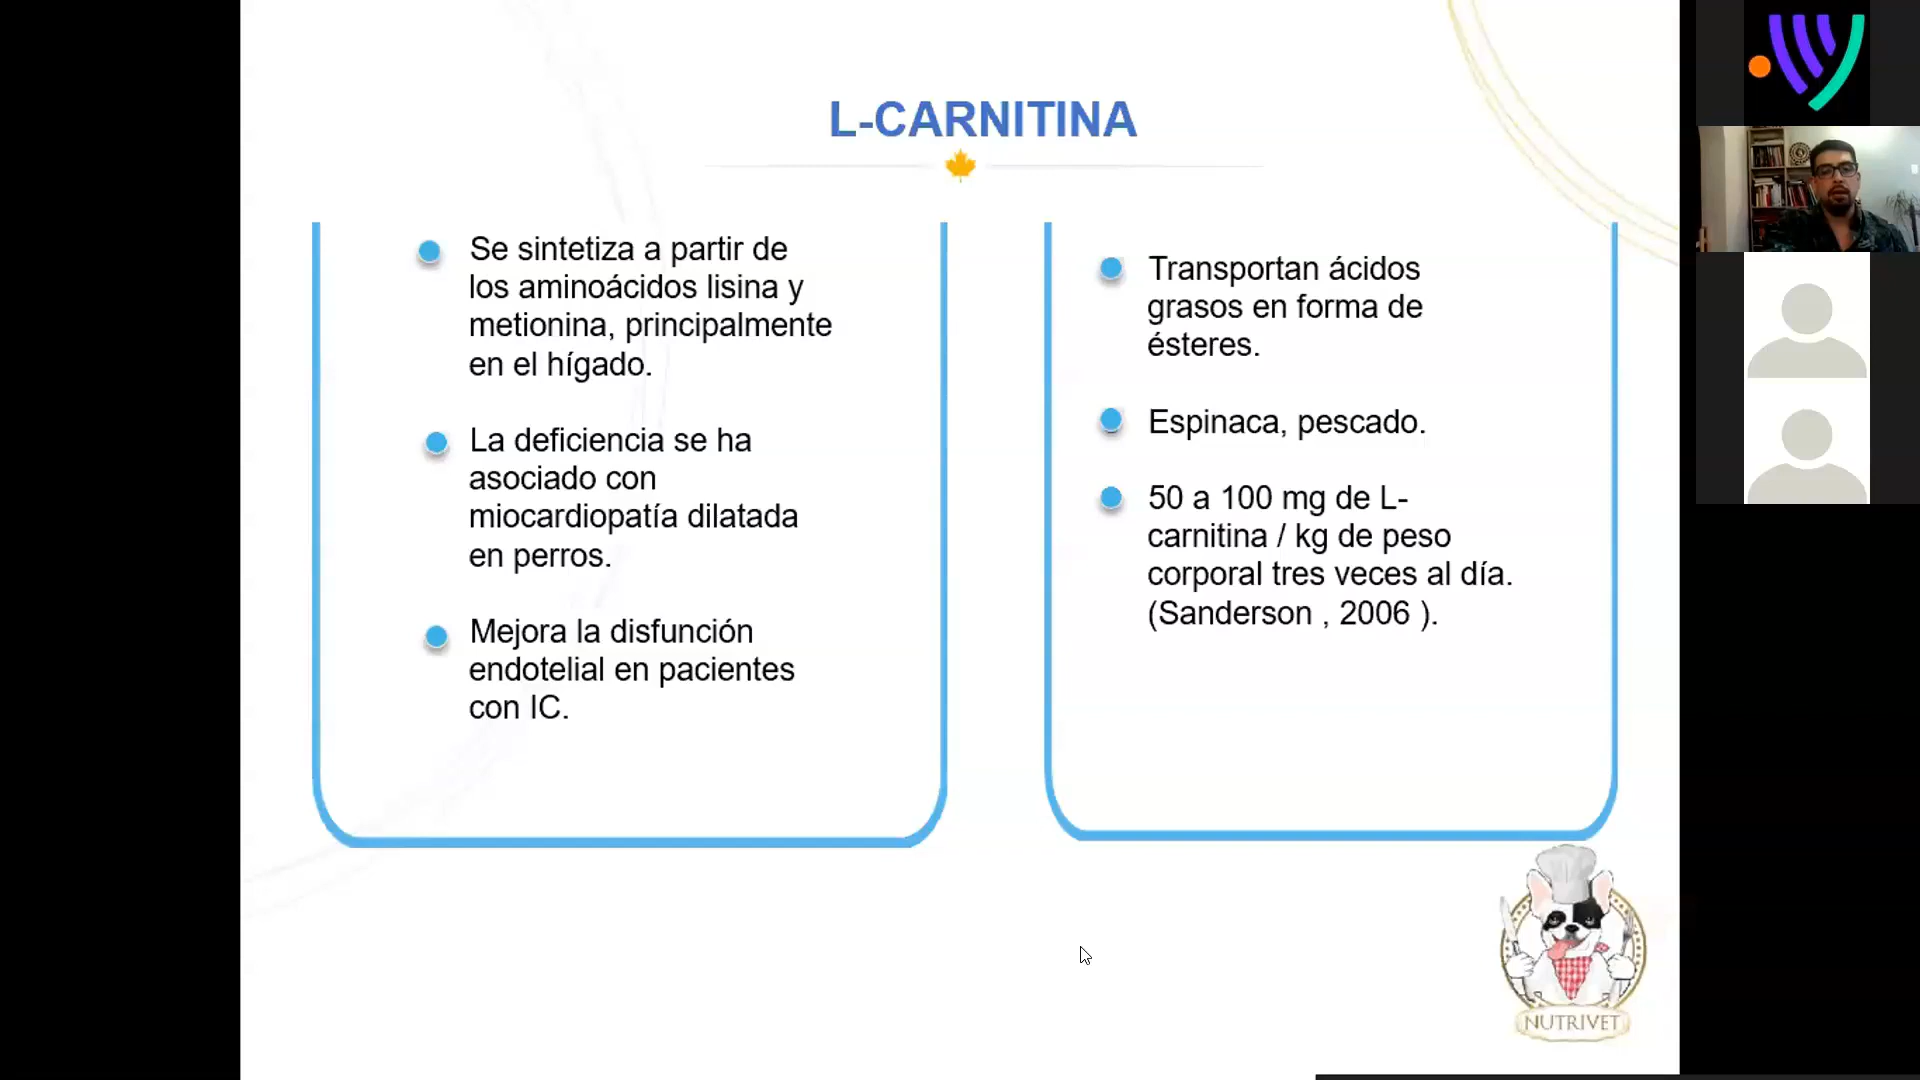 L-CARNITINA
Se sintetiza a partir de
los aminoácidos lisina y
metionina, principalmente
en el hígado.
La deficiencia se ha
asociado con
miocardiopatía dilatada
en perros.
Mejora la disfunción
endotelial en pacientes
con IC.
Transportan ácidos
grasos en forma de
ésteres.
Espinaca, pescado.
50 a 100 mg de L-
carnitina / kg de peso
corporal tres veces al día.
(Sanderson , 2006 ).
NUTRIVET